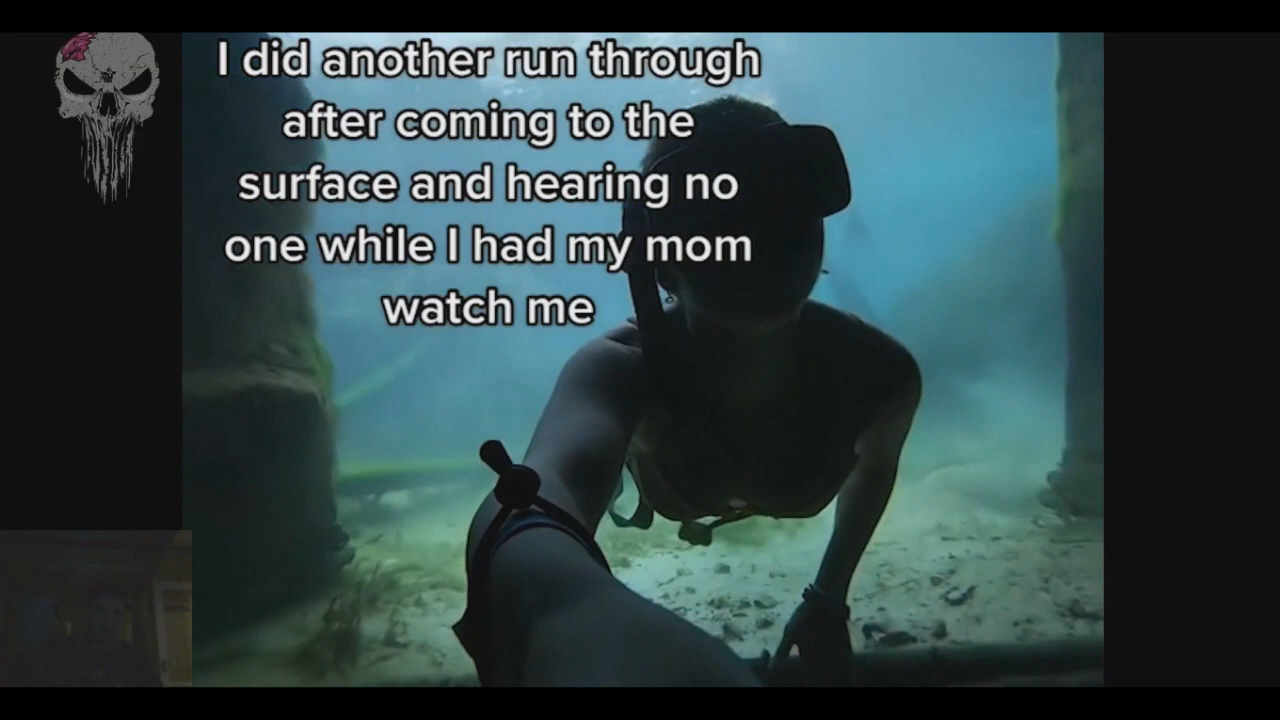 I did another run through
after coming to the
surface and hearing no
one while I had my mom
watch me